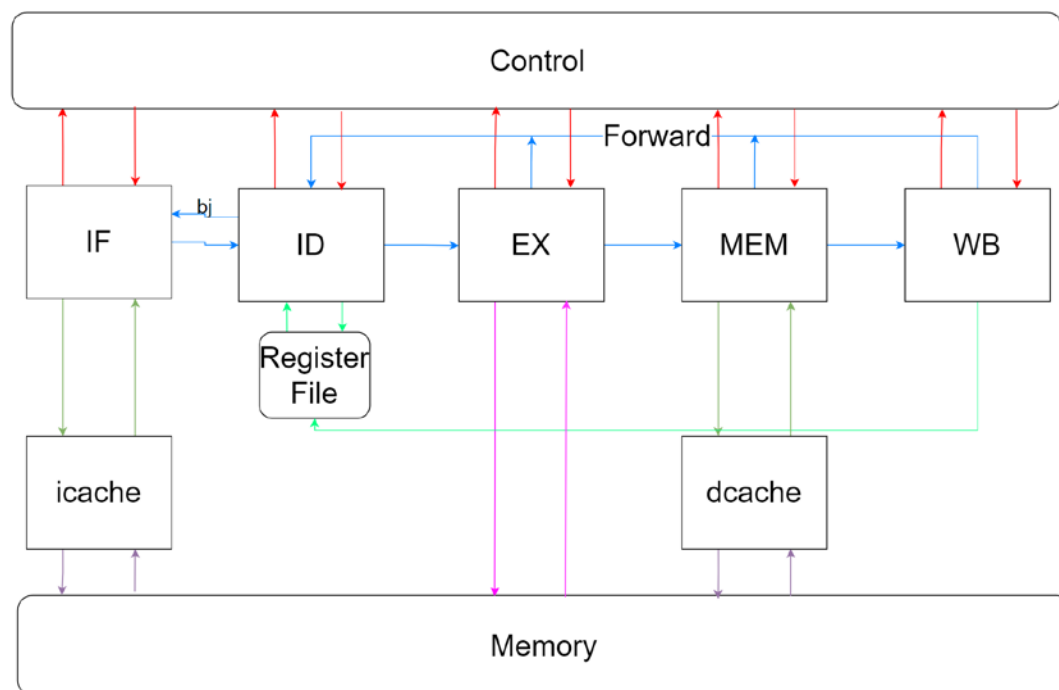 Control
Forward
bj
IF
ID
EX
MEM
WB
Register
File
icache
dcache
Memory